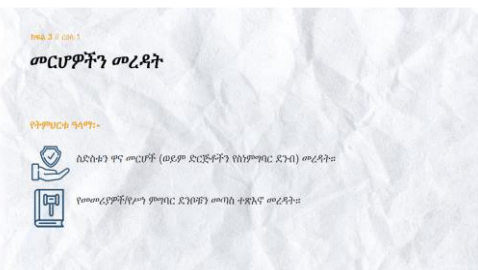 ክፍል 3 // ርዕስ 1
መርሆዎችን መረዳት
የትምህርቱ ዓላማ፡-
ስድስቱን ዋና መርሆች (ወይም ድርጅቶችን የስነምግባር ደንብ) መረዳት።
የመመሪያዎች/የሥነ ምግባር ደንቦቹን መጣስ ተጽእኖ መረዳት።